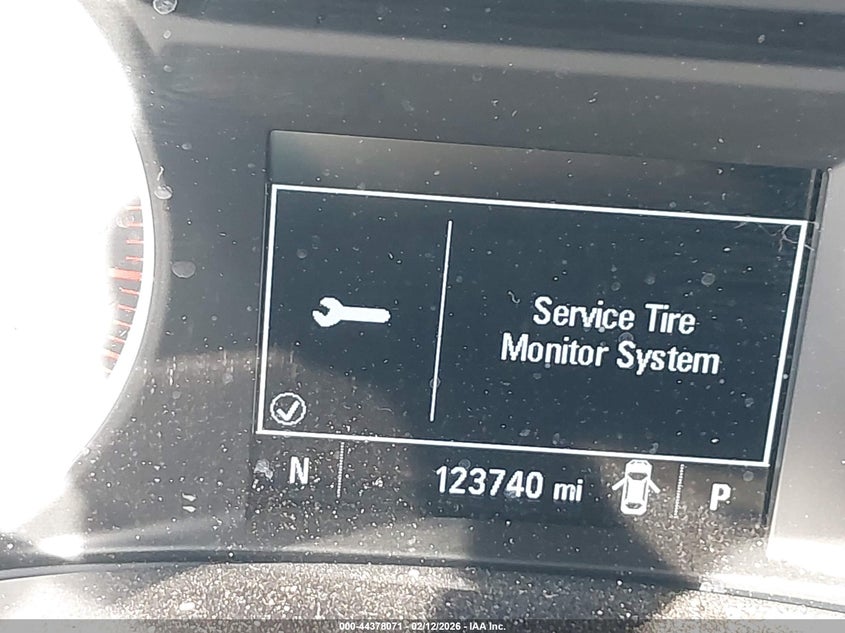 Service Tire
Monitor System
N 123740 mi P
000-44378071 - 02/12/2026 - IAA Inc.